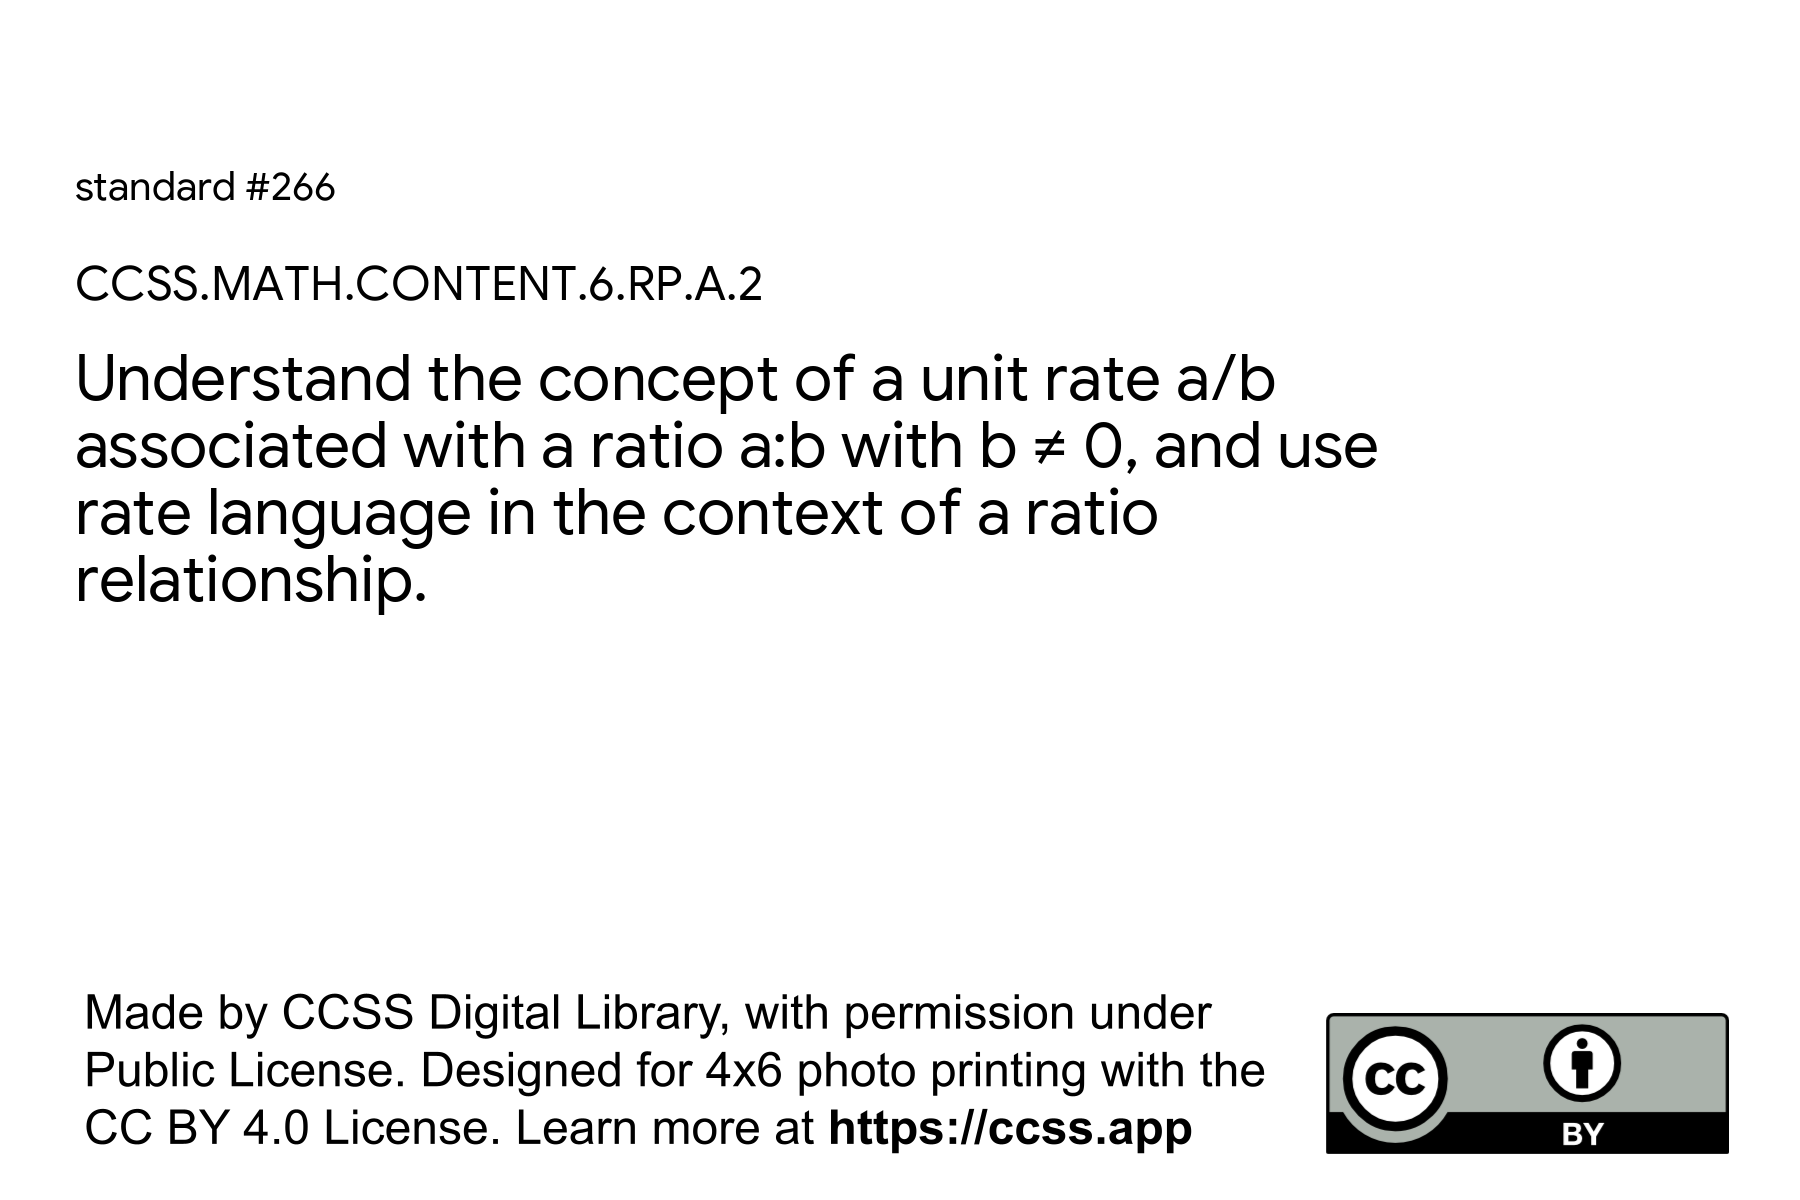 standard #266
CCSS.MATH.CONTENT.6.RP.A.2
Understand the concept of a unit rate a/b
associated with a ratio a:b with b ≠ 0, and use
rate language in the context of a ratio
relationship.
Made by CCSS Digital Library, with permission under
Public License. Designed for 4x6 photo printing with the
CC BY 4.0 License. Learn more at https://ccss.app
CC
BY